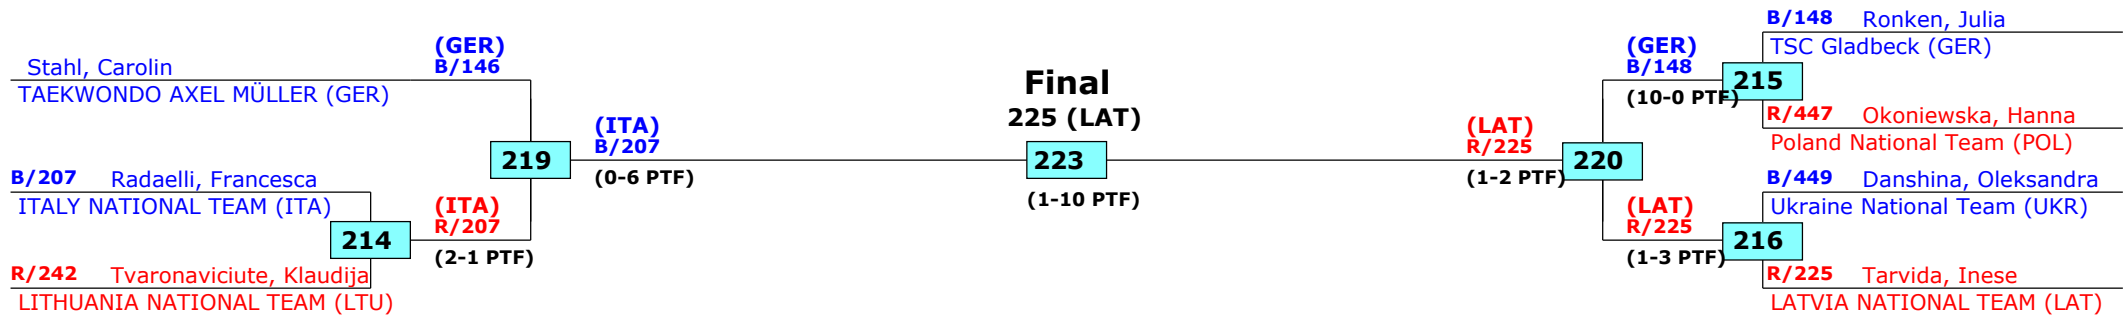 Stahl, Carolin
TAEKWONDO AXEL MÜLLER (GER)
B/207 Radaelli, Francesca
ITALY NATIONAL TEAM (ITA)
R/242 Tvaronaviciute, Klaudija
LITHUANIA NATIONAL TEAM (LTU)
214
(GER)
B/146
(ITA)
R/207
(2-1 PTF)
219
(ITA)
B/207
(0-6 PTF)
Final
225 (LAT)
223
(1-10 PTF)
(LAT)
R/225
(1-2 PTF)
220
(GER)
B/148
(10-0 PTF)
(LAT)
R/225
(1-3 PTF)
215
216
B/148 Ronken, Julia
TSC Gladbeck (GER)
R/447 Okoniewska, Hanna
Poland National Team (POL)
B/449 Danshina, Oleksandra
Ukraine National Team (UKR)
R/225 Tarvida, Inese
LATVIA NATIONAL TEAM (LAT)